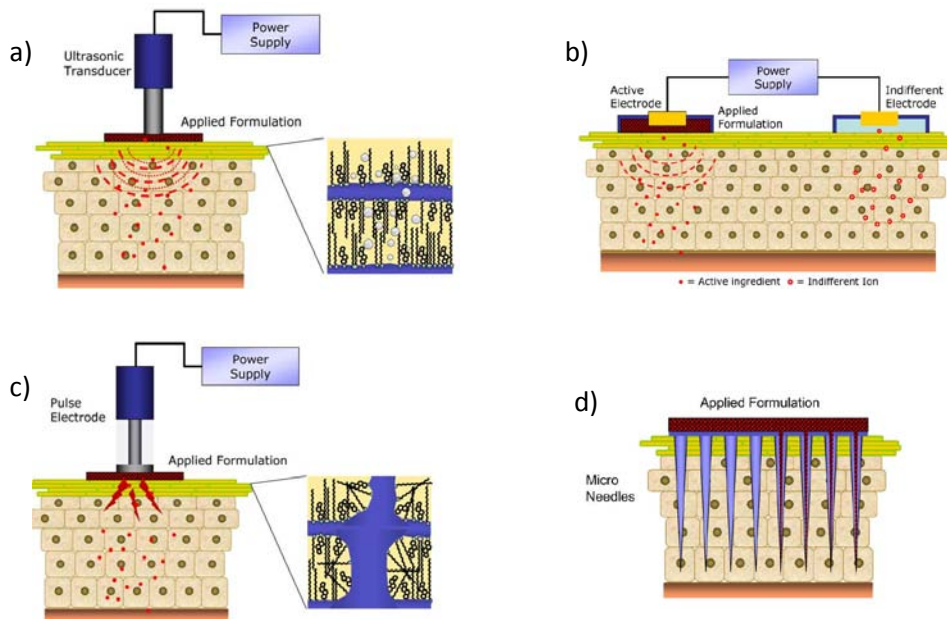 a)
Power
Supply
Ultrasonic
Transducer
Applied Formulation
b)
Power
Supply
Active
Electrode
Applied
Formulation
Indifferent
Electrode
• = Active ingredient
= Indifferent Ion
c)
Power
Supply
Pulse
Electrode
Applied Formulation
d)
Applied Formulation
Micro
Needles